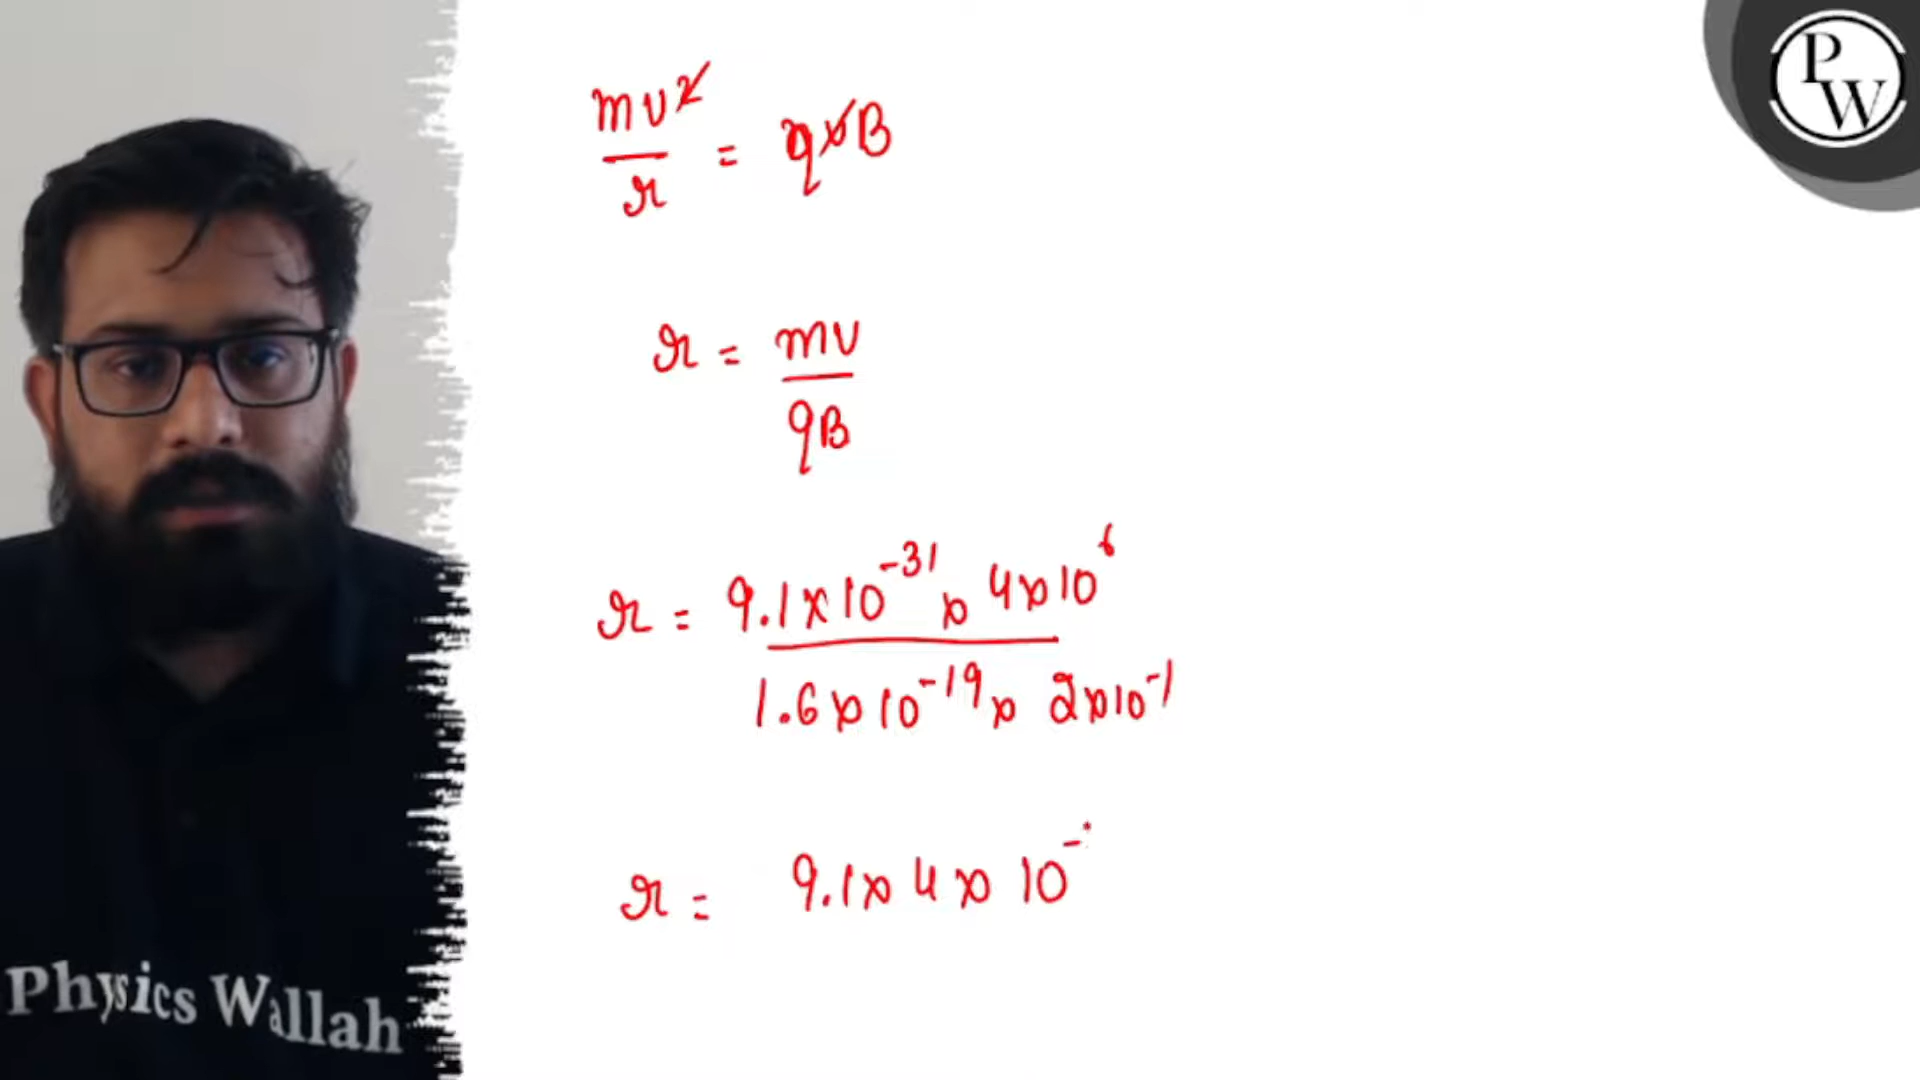 PW
mv²/r = qvB
r = mv/qB
r = 9.1×10⁻³¹ × 4×10⁶ / 1.6×10⁻¹⁹ × 2×10⁻¹
r = 9.1×4×10⁻
Physics Wallah